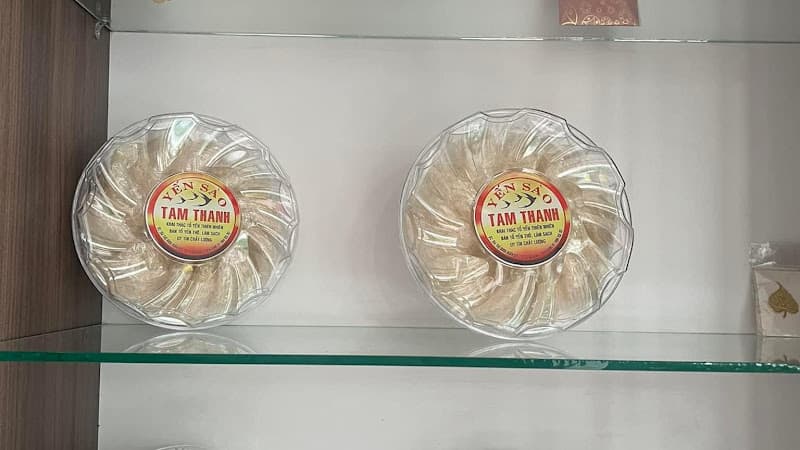 YẾN SÀO
TAM THANH
KHAI THÁC TỔ YẾN THIÊN NHIÊN
BÁN TỔ YẾN THÔ, LÀM SẠCH
UY TÍN CHẤT LƯỢNG
YẾN SÀO
TAM THANH
KHAI THÁC TỔ YẾN THIÊN NHIÊN
BÁN TỔ YẾN THÔ, LÀM SẠCH
UY TÍN CHẤT LƯỢNG